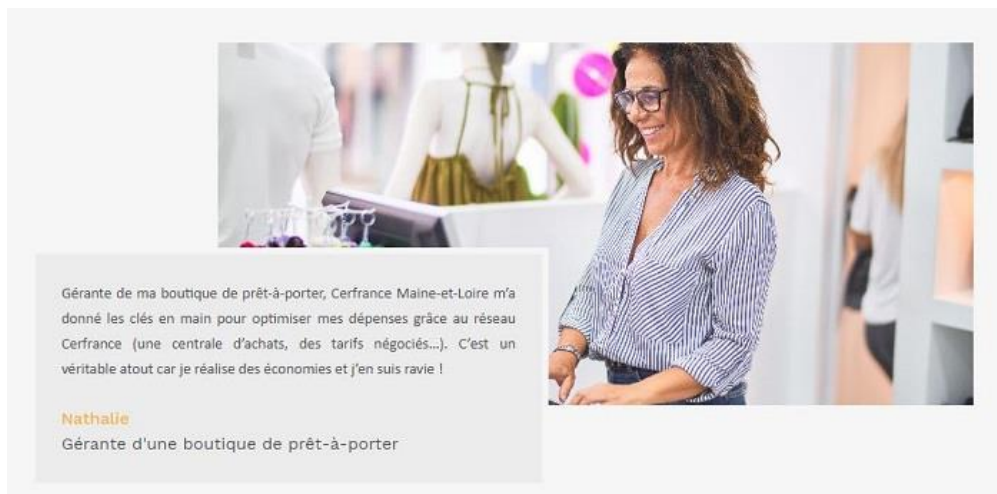 Gérante de ma boutique de prêt-à-porter, Cerfrance Maine-et-Loire m’a
donné les clés en main pour optimiser mes dépenses grâce au réseau
Cerfrance (une centrale d’achats, des tarifs négociés...). C’est un
véritable atout car je réalise des économies et j’en suis ravie !
Nathalie
Gérante d'une boutique de prêt-à-porter